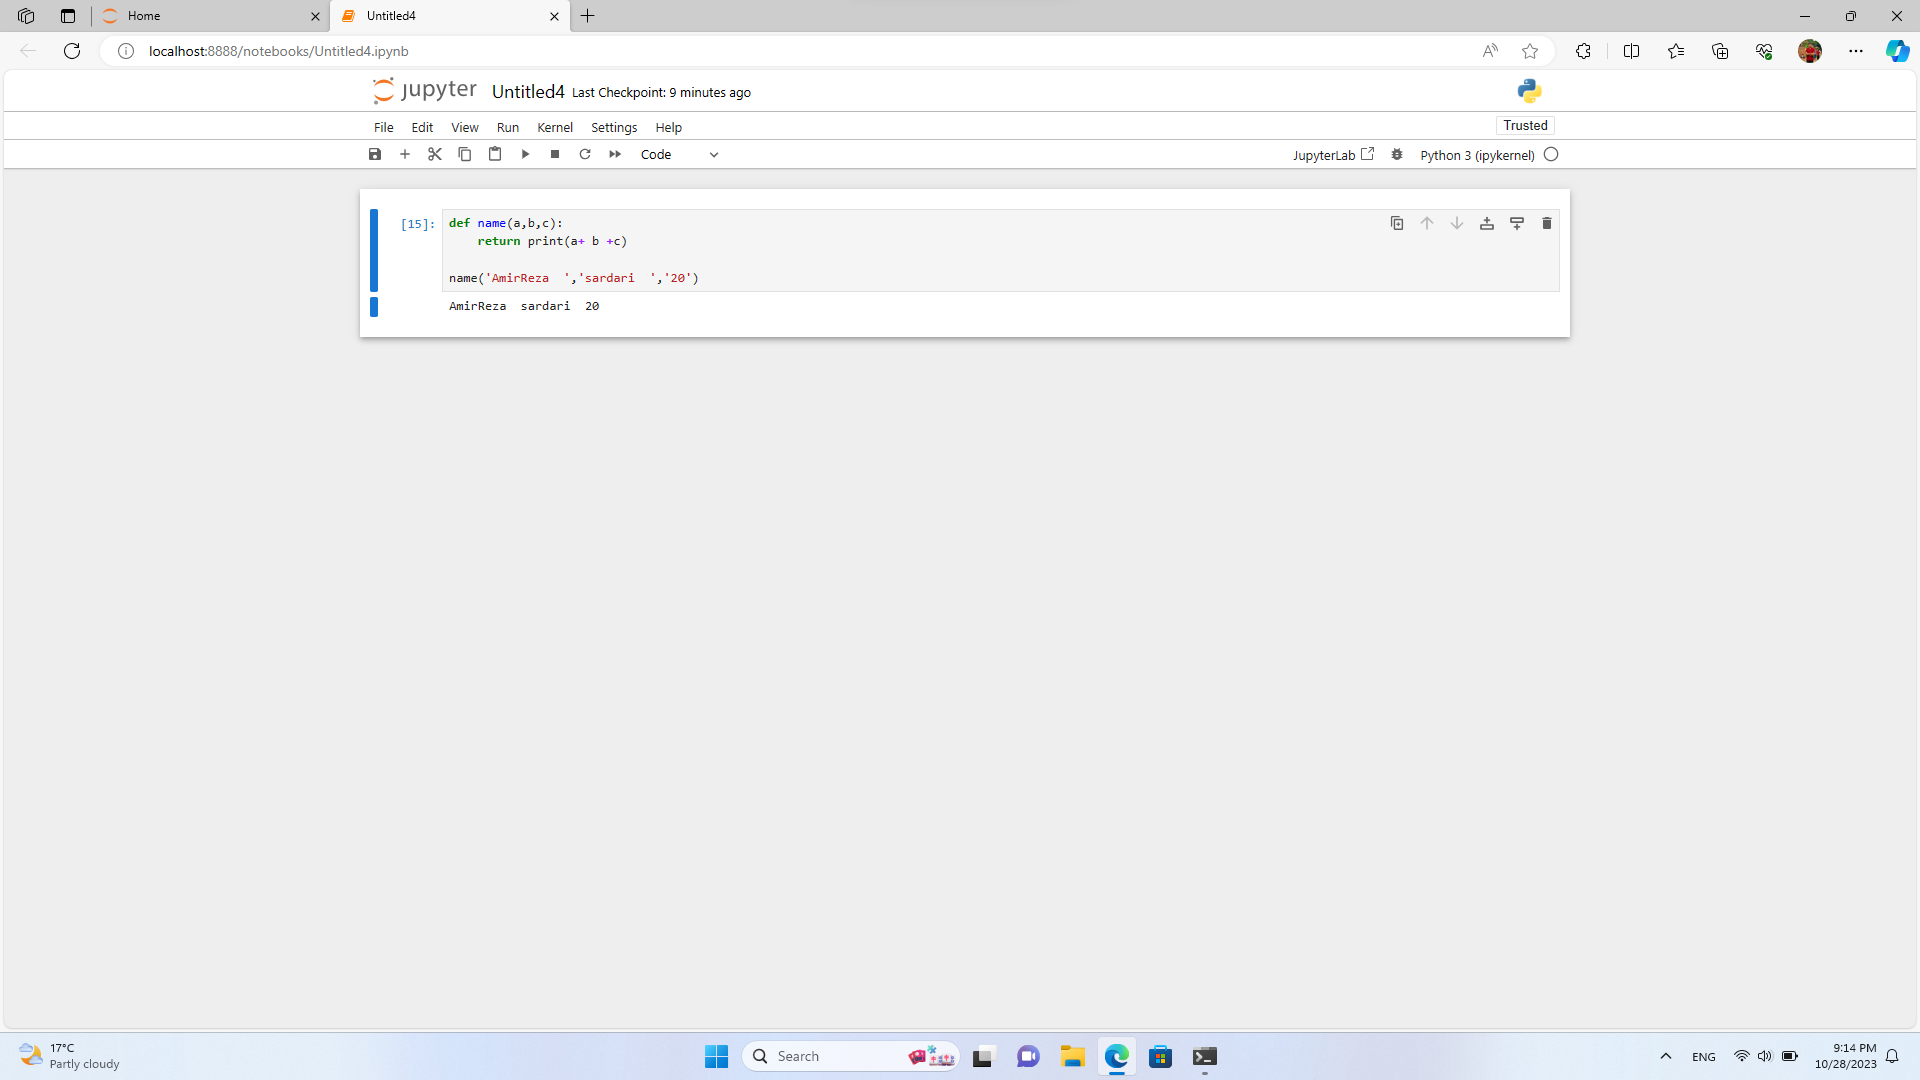 Home
Untitled4
localhost:8888/notebooks/Untitled4.ipynb
jupyter Untitled4 Last Checkpoint: 9 minutes ago
File Edit View Run Kernel Settings Help
Trusted
Code
JupyterLab
Python 3 (ipykernel)
[15]: def name(a,b,c):
    return print(a+ b +c)
name('AmirReza  ','sardari  ','20')
AmirReza  sardari  20
17°C
Partly cloudy
Search
ENG
9:14 PM
10/28/2023